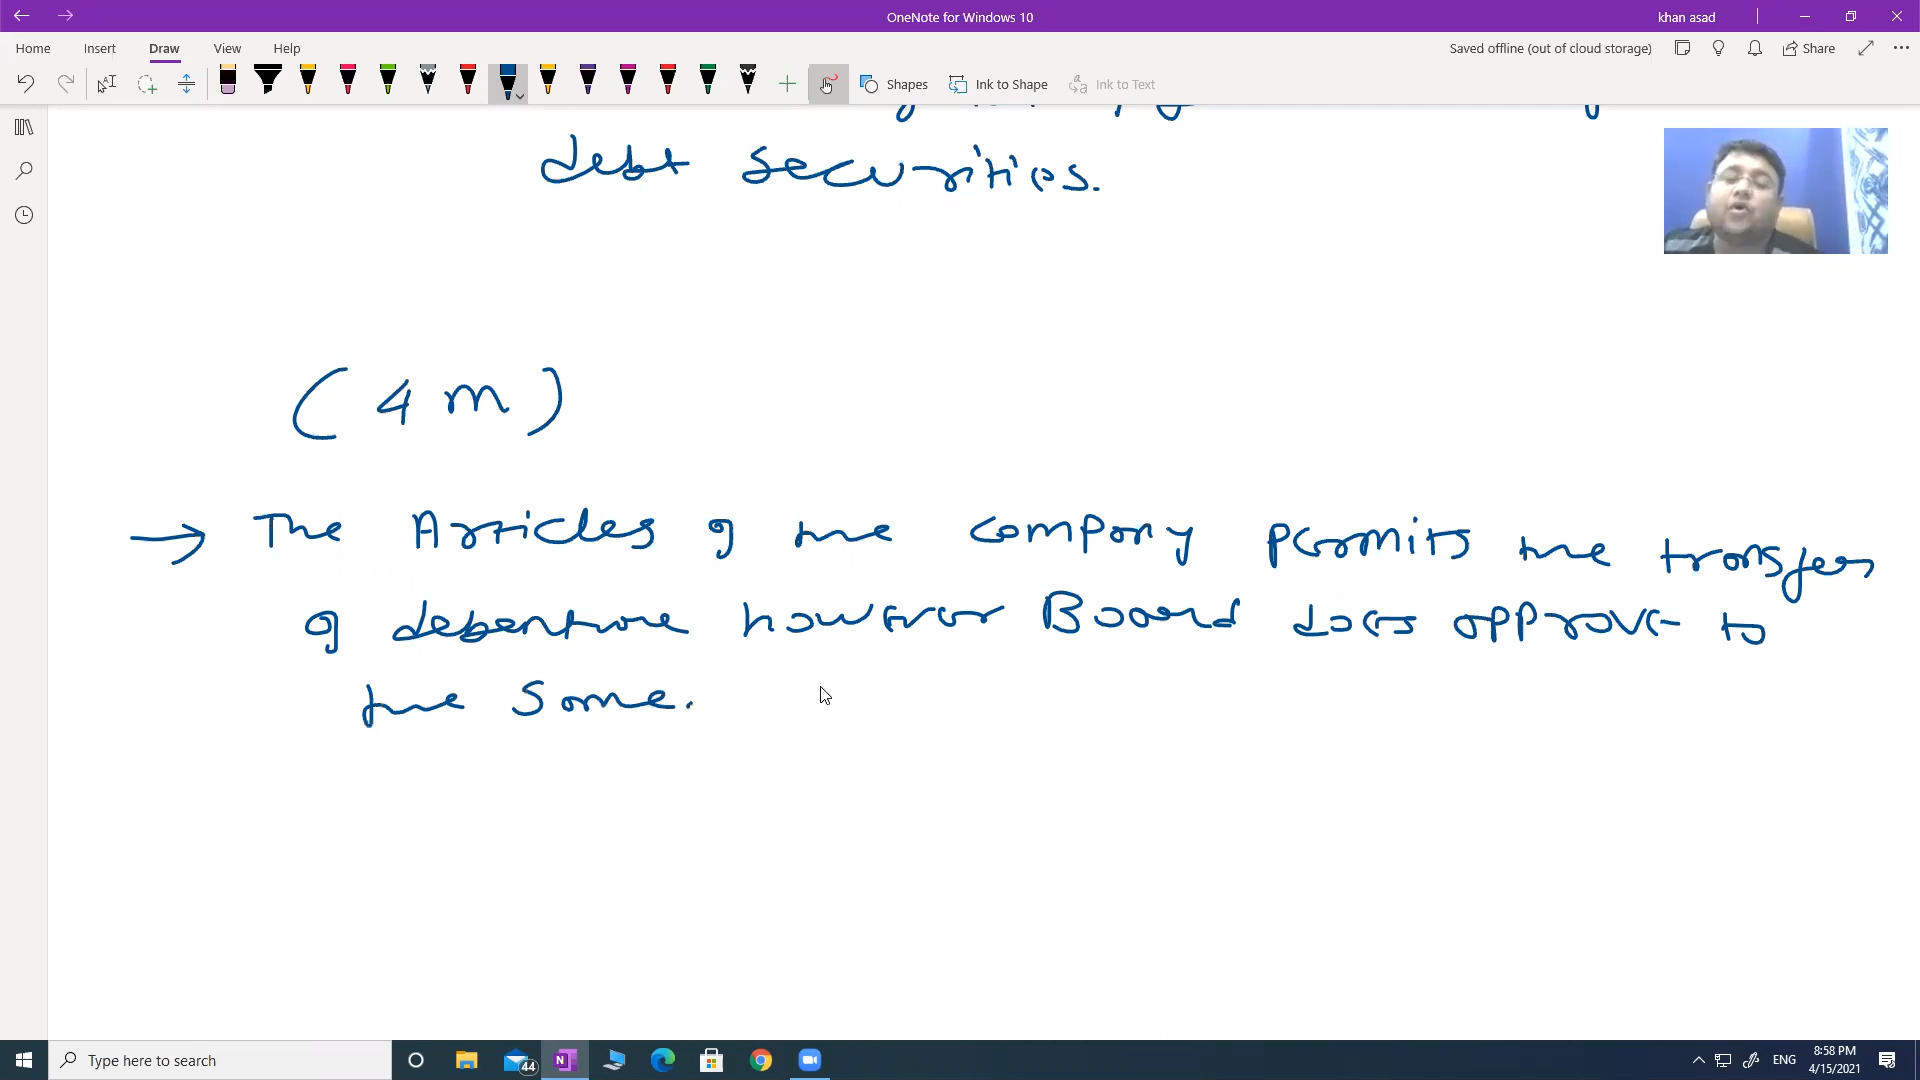 OneNote for Windows 10
khan asad
Home Insert Draw View Help
Saved offline (out of cloud storage) Share
Shapes Ink to Shape Ink to Text
debt securities.
(4 m)
→ The Articles of the company permits the transfer
of debenture however Board does approve to
the same.
Type here to search
44
ENG
8:58 PM
4/15/2021